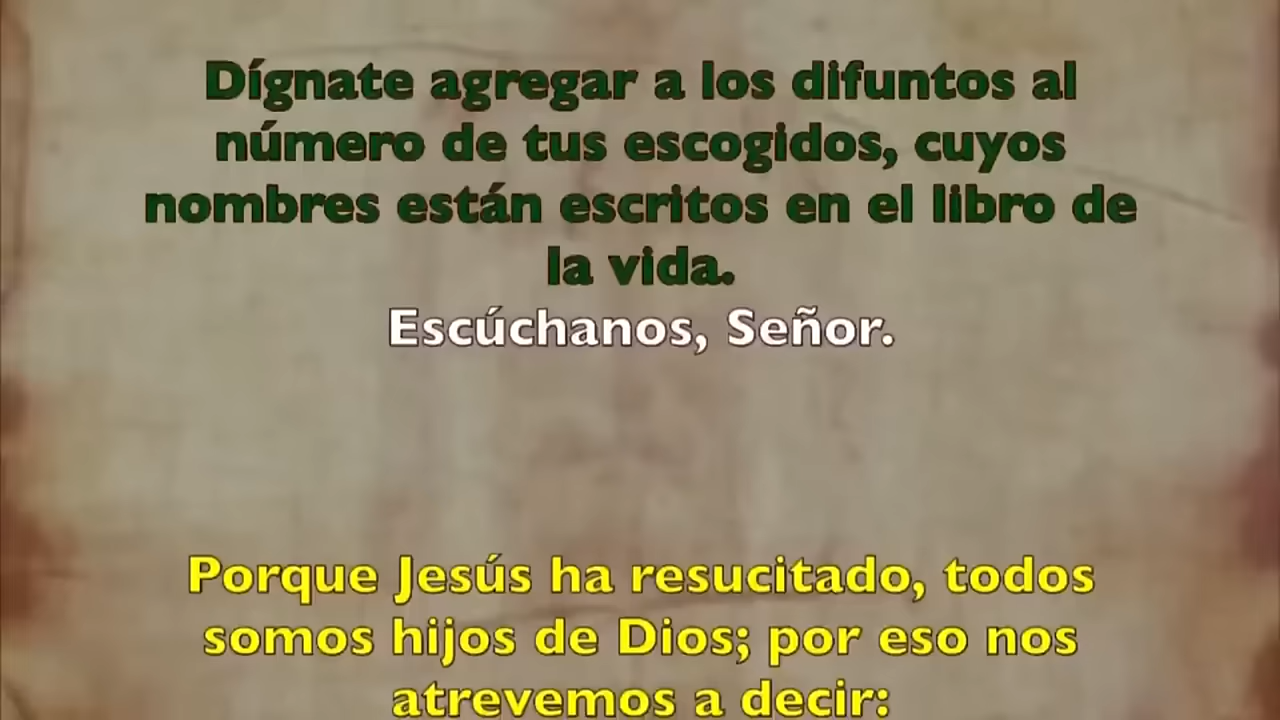 Dígnate agregar a los difuntos al
número de tus escogidos, cuyos
nombres están escritos en el libro de
la vida.
Escúchanos, Señor.
Porque Jesús ha resucitado, todos
somos hijos de Dios; por eso nos
atrevemos a decir: